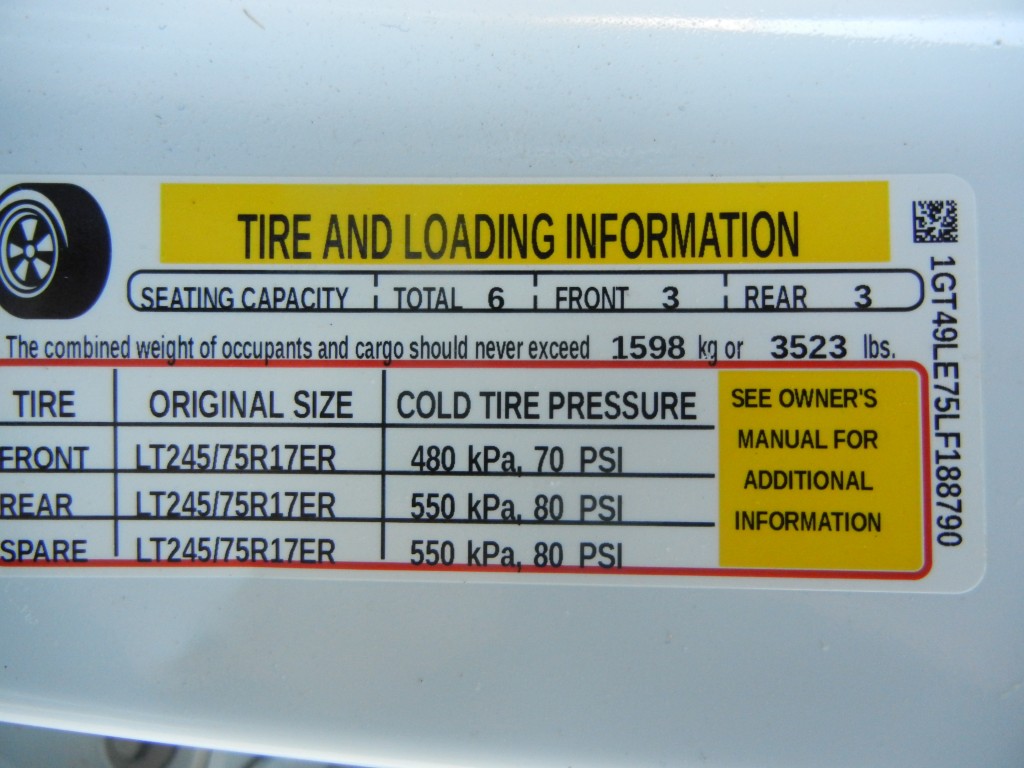 TIRE AND LOADING INFORMATION
SEATING CAPACITY TOTAL 6 FRONT 3 REAR 3
The combined weight of occupants and cargo should never exceed 1598 kg or 3523 lbs.
TIRE ORIGINAL SIZE COLD TIRE PRESSURE
FRONT LT245/75R17ER 480 kPa, 70 PSI
REAR LT245/75R17ER 550 kPa, 80 PSI
SPARE LT245/75R17ER 550 kPa, 80 PSI
SEE OWNER'S
MANUAL FOR
ADDITIONAL
INFORMATION
1GT49LE75LF188790